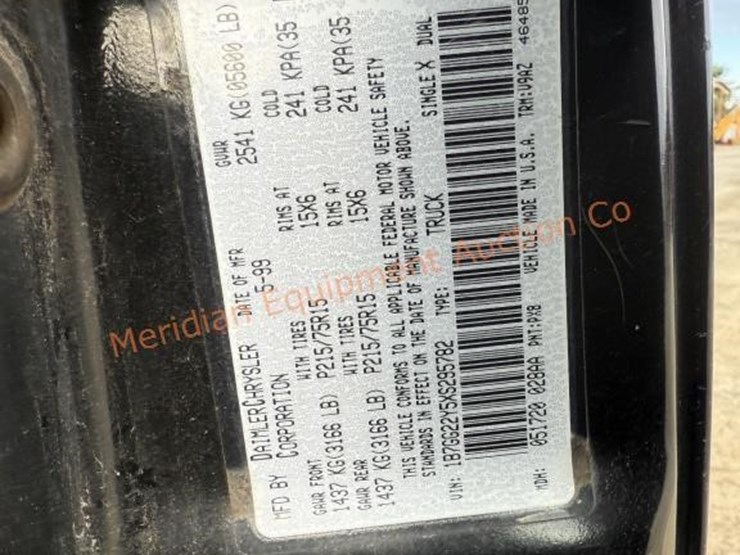 MFD BY DAIMLERCHRYSLER CORPORATION DATE OF MFR 5-99 GVWR 2541 KG(05600 LB)
GAWR FRONT WITH TIRES RIMS AT COLD
1437 KG(3166 LB) P215/75R15 15X6 241 KPA(35
GAWR REAR WITH TIRES RIMS AT COLD
1437 KG(3166 LB) P215/75R15 15X6 241 KPA(35
THIS VEHICLE CONFORMS TO ALL APPLICABLE FEDERAL MOTOR VEHICLE SAFETY
STANDARDS IN EFFECT ON THE DATE OF MANUFACTURE SHOWN ABOVE.
VIN: 1B7GG22Y5XS295782 TYPE: TRUCK SINGLE X DUAL
MDH: 051720 028AA PNT:PX8 VEHICLE MADE IN U.S.A. TRM:V9AZ 46485
Meridian Equipment Auction Co